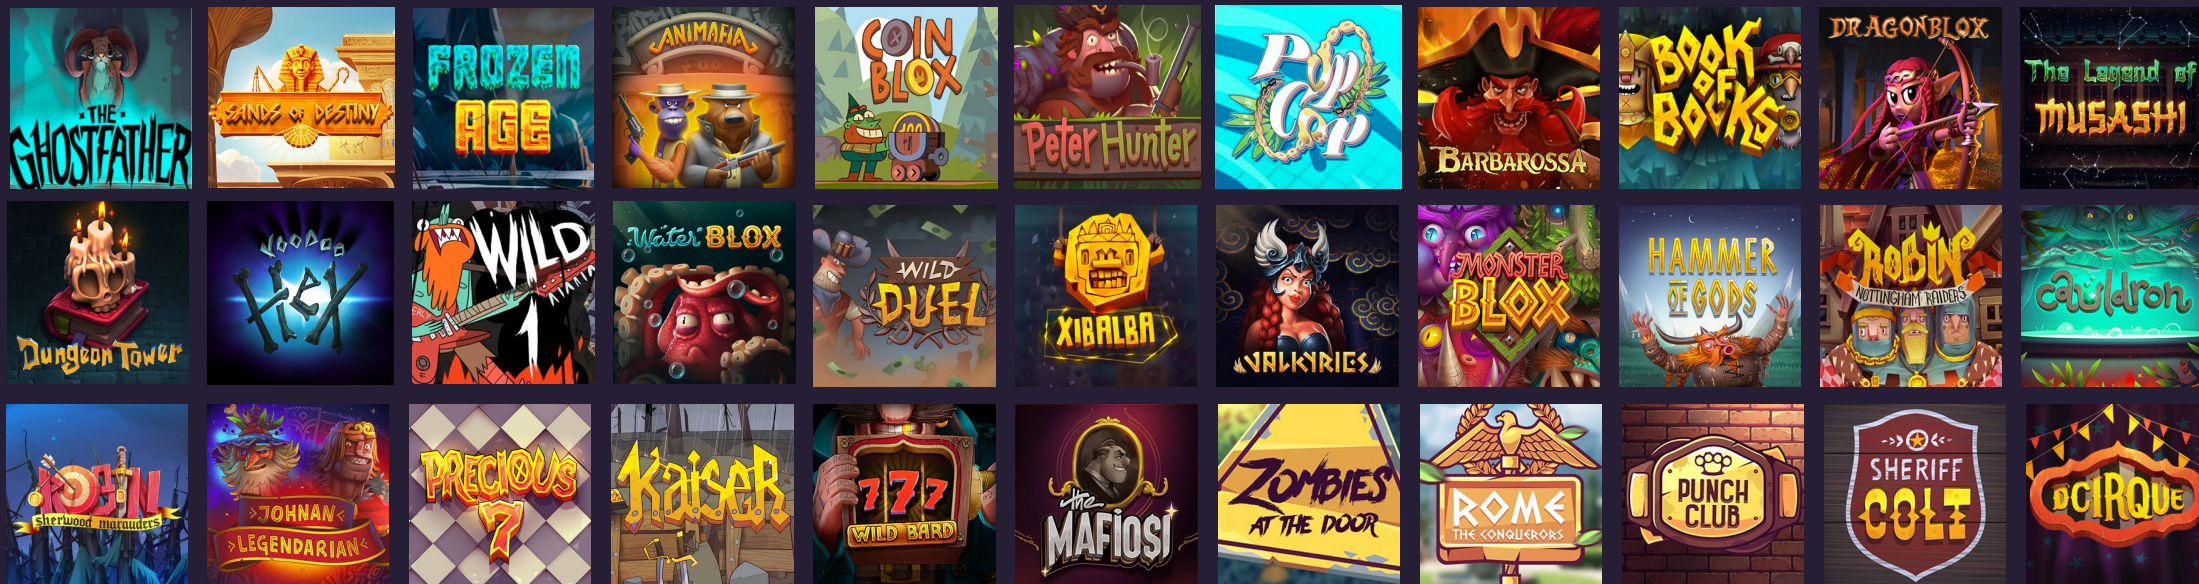 THE
GHOSTFATHER
SANDS OF DESTINY
FROZEN
AGE
ANIMAFIA
COIN
BLOX
100
Peter Hunter
POPPY
COP
BARBAROSSA
BOOK
OF
BOOKS
DRAGONBLOX
The Legend of
MUSASHI
Dungeon Tower
VOODOO
HEX
WILD
1
Water BLOX
WILD
DUEL
XIBALBA
VALKYRIES
MONSTER
BLOX
HAMMER
OF GODS
ROBIN
NOTTINGHAM RAIDERS
cauldron
ROBIN
sherwood marauders
JOHNAN
LEGENDARIAN
PRECIOUS
7
Kaiser
777
WILD BARD
the
MAFIOSI
ZOMBIES
AT THE DOOR
ROME
THE CONQUERORS
PUNCH
CLUB
SHERIFF
COLT
D'CIRQUE